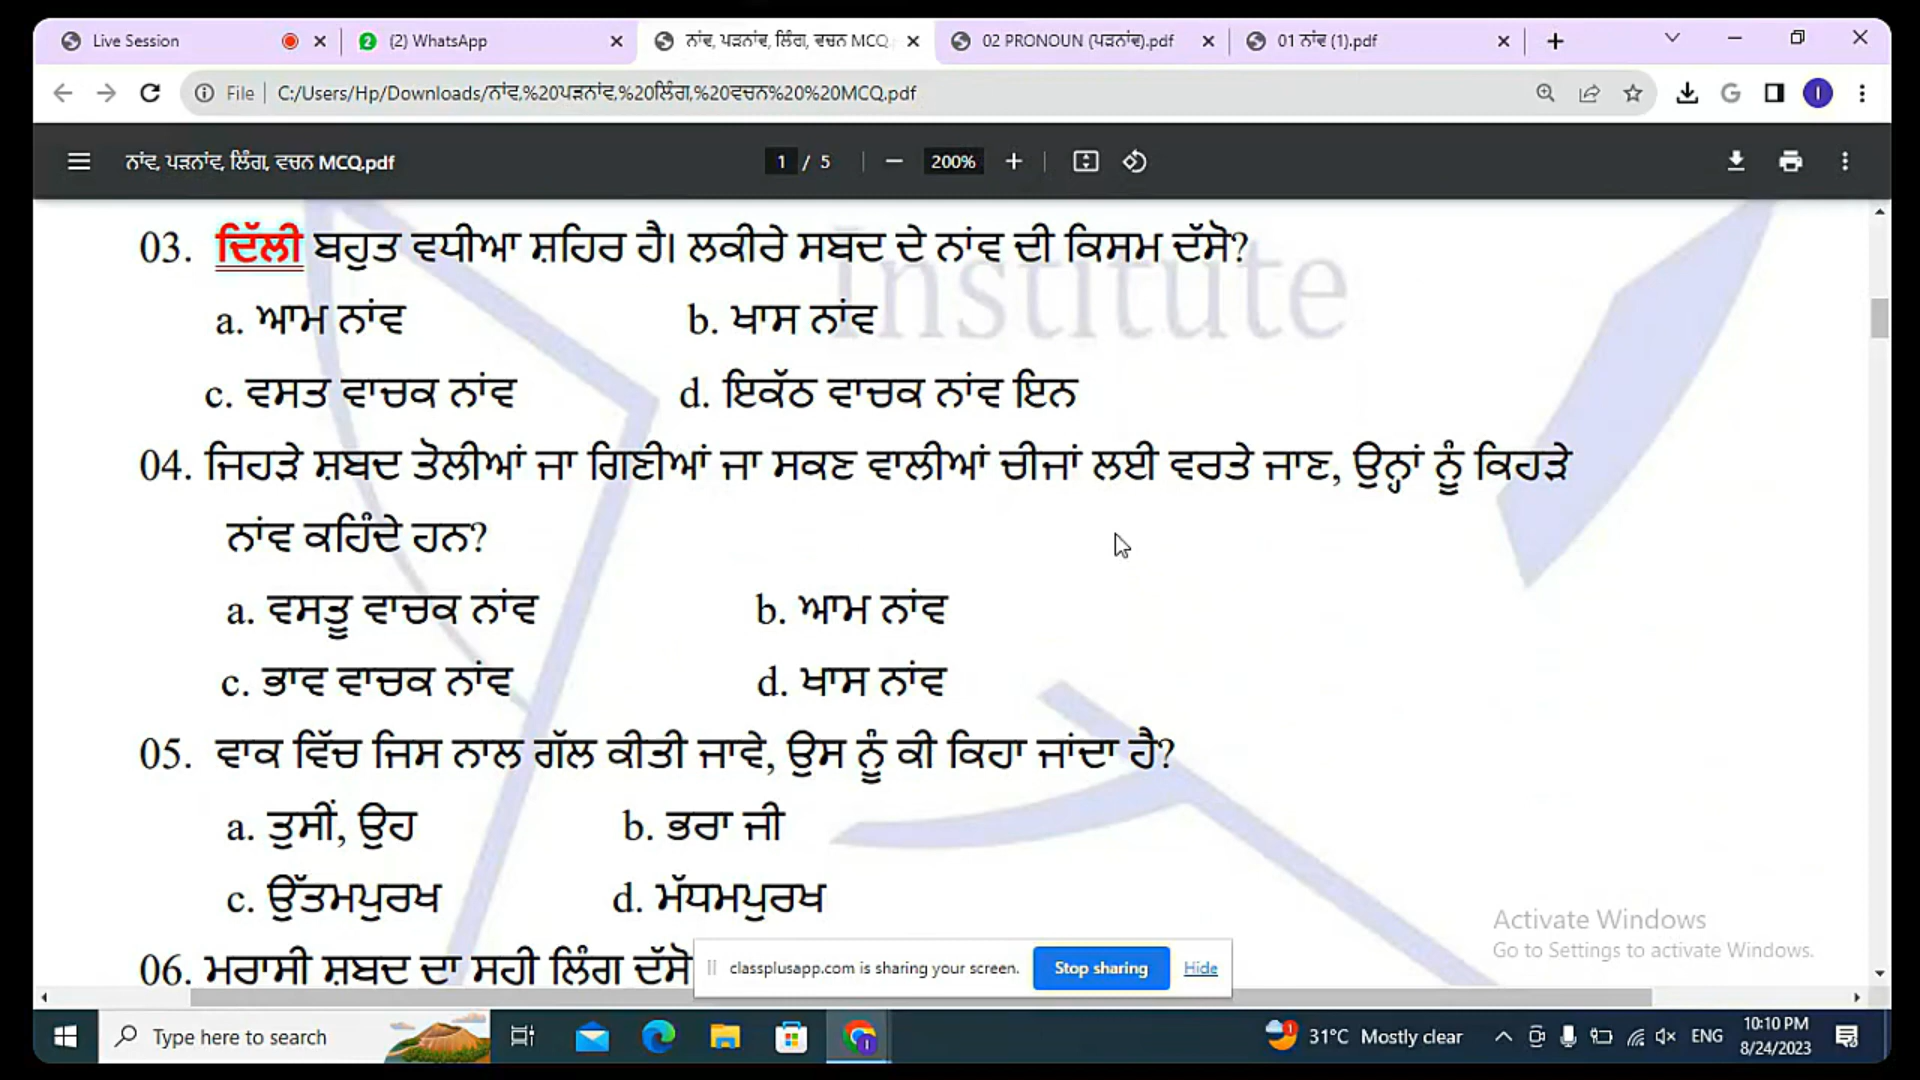 Live Session
(2) WhatsApp
ਨਾਂਵ, ਪੜਨਾਂਵ, ਲਿੰਗ, ਵਚਨ MCQ
02 PRONOUN (ਪੜਨਾਂਵ).pdf
01 ਨਾਂਵ (1).pdf
File C:/Users/Hp/Downloads/ਨਾਂਵ,%20ਪੜਨਾਂਵ,%20ਲਿੰਗ,%20ਵਚਨ%20%20MCQ.pdf
ਨਾਂਵ, ਪੜਨਾਂਵ, ਲਿੰਗ, ਵਚਨ MCQ.pdf 1 / 5 200%
Institute
03. ਦਿੱਲੀ ਬਹੁਤ ਵਧੀਆ ਸ਼ਹਿਰ ਹੈ। ਲਕੀਰੇ ਸਬਦ ਦੇ ਨਾਂਵ ਦੀ ਕਿਸਮ ਦੱਸੋ?
a. ਆਮ ਨਾਂਵ b. ਖਾਸ ਨਾਂਵ
c. ਵਸਤ ਵਾਚਕ ਨਾਂਵ d. ਇਕੱਠ ਵਾਚਕ ਨਾਂਵ ਇਨ
04. ਜਿਹੜੇ ਸ਼ਬਦ ਤੋਲੀਆਂ ਜਾ ਗਿਣੀਆਂ ਜਾ ਸਕਣ ਵਾਲੀਆਂ ਚੀਜਾਂ ਲਈ ਵਰਤੇ ਜਾਣ, ਉਨ੍ਹਾਂ ਨੂੰ ਕਿਹੜੇ
ਨਾਂਵ ਕਹਿੰਦੇ ਹਨ?
a. ਵਸਤੂ ਵਾਚਕ ਨਾਂਵ b. ਆਮ ਨਾਂਵ
c. ਭਾਵ ਵਾਚਕ ਨਾਂਵ d. ਖਾਸ ਨਾਂਵ
05. ਵਾਕ ਵਿੱਚ ਜਿਸ ਨਾਲ ਗੱਲ ਕੀਤੀ ਜਾਵੇ, ਉਸ ਨੂੰ ਕੀ ਕਿਹਾ ਜਾਂਦਾ ਹੈ?
a. ਤੁਸੀਂ, ਉਹ b. ਭਰਾ ਜੀ
c. ਉੱਤਮਪੁਰਖ d. ਮੱਧਮਪੁਰਖ
06. ਮਰਾਸੀ ਸ਼ਬਦ ਦਾ ਸਹੀ ਲਿੰਗ ਦੱਸੋ
Activate Windows
Go to Settings to activate Windows.
classplusapp.com is sharing your screen. Stop sharing Hide
Type here to search
31°C Mostly clear
ENG
10:10 PM
8/24/2023